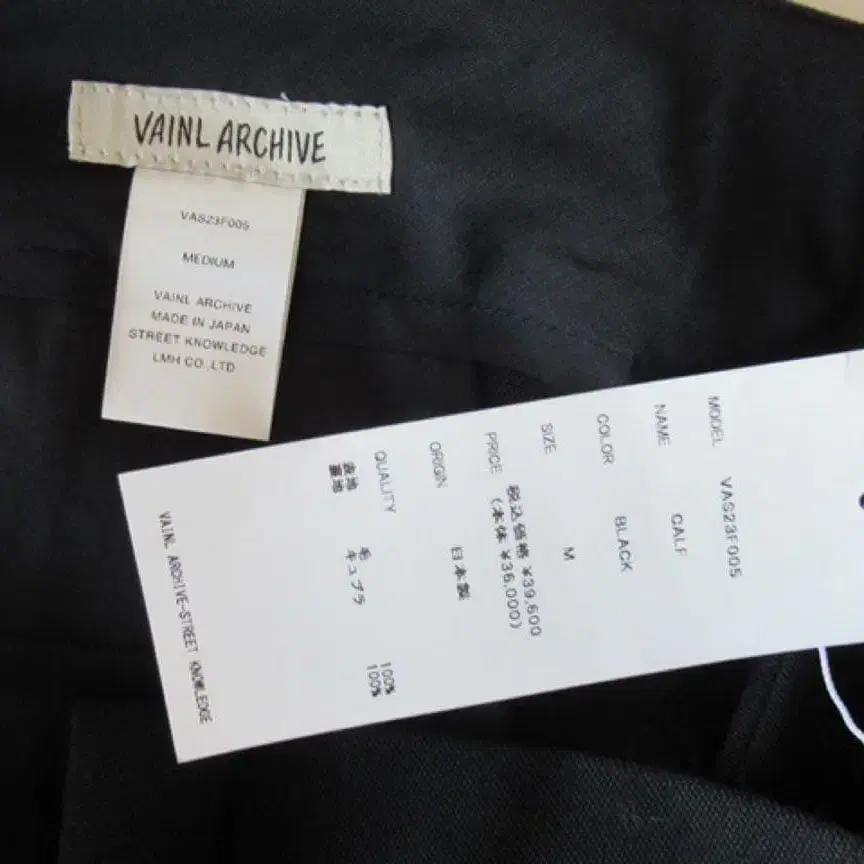 VAINL ARCHIVE
VAS23F005
MEDIUM
VAINL ARCHIVE
MADE IN JAPAN
STREET KNOWLEDGE
LMH CO.,LTD
MODEL VAS23F005
NAME CALF
COLOR BLACK
SIZE M
PRICE 税込価格 ¥39,600
(本体 ¥36,000)
ORIGIN 日本製
QUALITY
表地 毛 100%
裏地 キュプラ 100%
VAINL ARCHIVE-STREET KNOWLEDGE